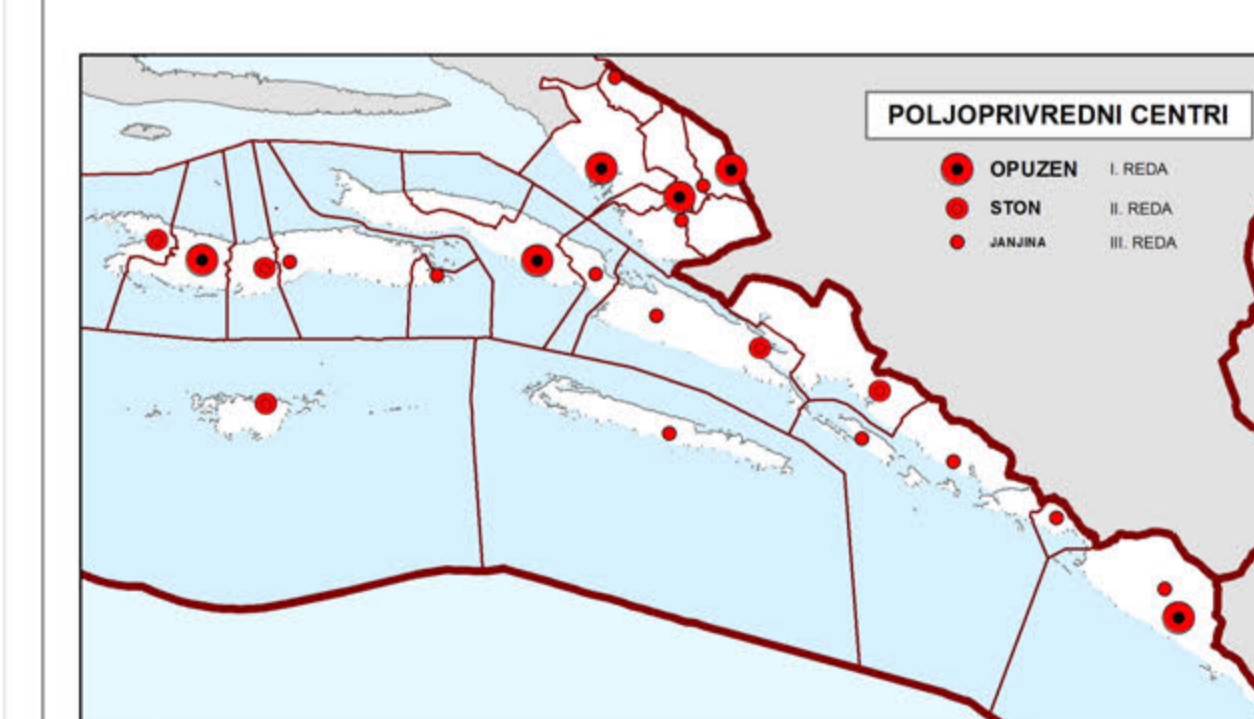 POLJOPRIVREDNI CENTRI
OPUZEN I. REDA
STON II. REDA
JANJINA III. REDA